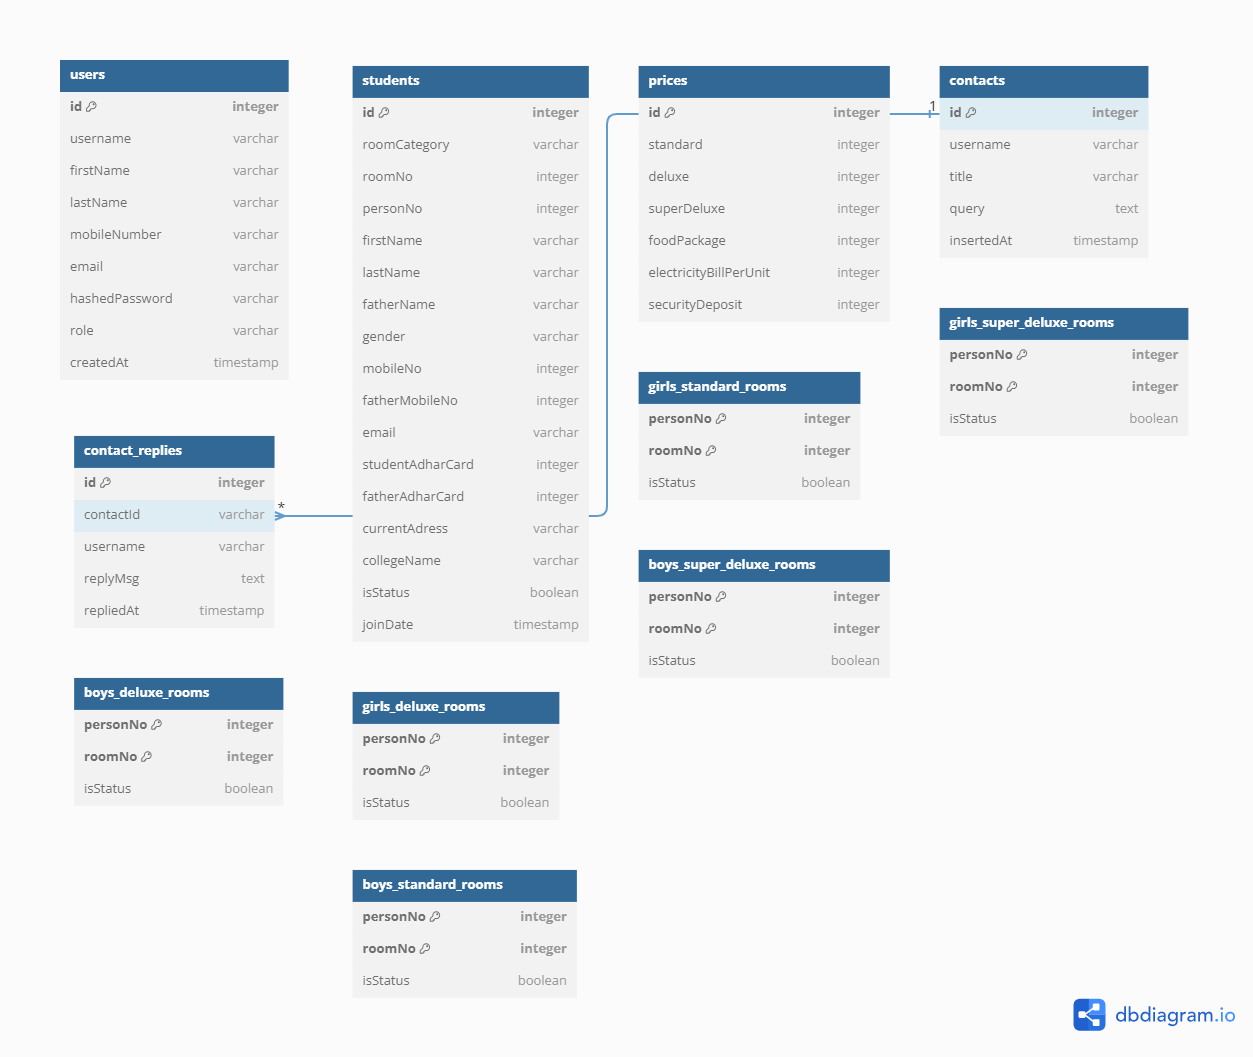 users
id integer
username varchar
firstName varchar
lastName varchar
mobileNumber varchar
email varchar
hashedPassword varchar
role varchar
createdAt timestamp
students
id integer
roomCategory varchar
roomNo integer
personNo integer
firstName varchar
lastName varchar
fatherName varchar
gender varchar
mobileNo integer
fatherMobileNo integer
email varchar
studentAdharCard integer
fatherAdharCard integer
currentAdress varchar
collegeName varchar
isStatus boolean
joinDate timestamp
prices
id integer
standard integer
deluxe integer
superDeluxe integer
foodPackage integer
electricityBillPerUnit integer
securityDeposit integer
1
contacts
id integer
username varchar
title varchar
query text
insertedAt timestamp
girls_super_deluxe_rooms
personNo integer
roomNo integer
isStatus boolean
girls_standard_rooms
personNo integer
roomNo integer
isStatus boolean
contact_replies
id integer
contactId varchar
*
username varchar
replyMsg text
repliedAt timestamp
boys_super_deluxe_rooms
personNo integer
roomNo integer
isStatus boolean
boys_deluxe_rooms
personNo integer
roomNo integer
isStatus boolean
girls_deluxe_rooms
personNo integer
roomNo integer
isStatus boolean
boys_standard_rooms
personNo integer
roomNo integer
isStatus boolean
dbdiagram.io